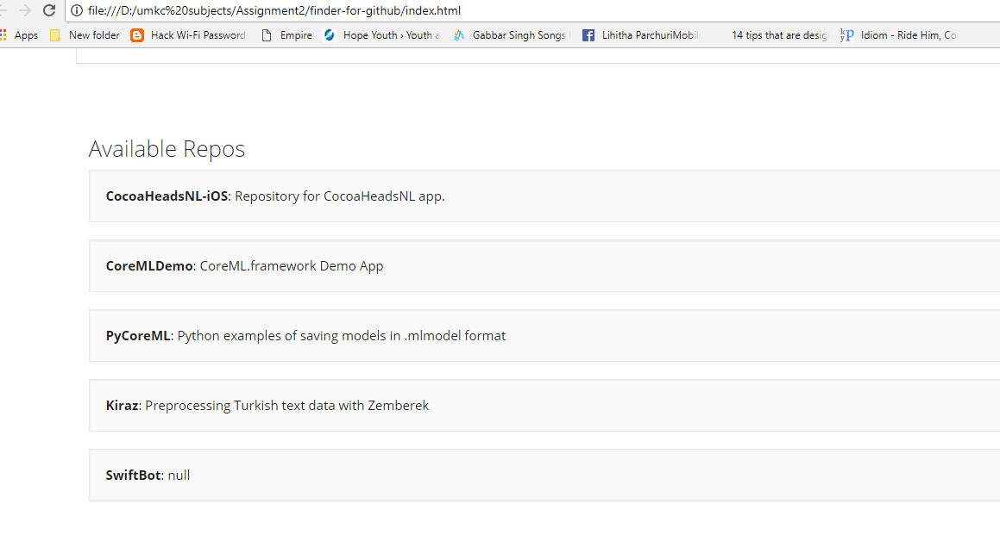 file:///D:/umkc%20subjects/Assignment2/finder-for-github/index.html
Apps New folder Hack Wi-Fi Password Empire Hope Youth › Youth a Gabbar Singh Songs Lihitha ParchuriMobil 14 tips that are desig Idiom - Ride Him, Co
Available Repos
CocoaHeadsNL-iOS: Repository for CocoaHeadsNL app.
CoreMLDemo: CoreML.framework Demo App
PyCoreML: Python examples of saving models in .mlmodel format
Kiraz: Preprocessing Turkish text data with Zemberek
SwiftBot: null